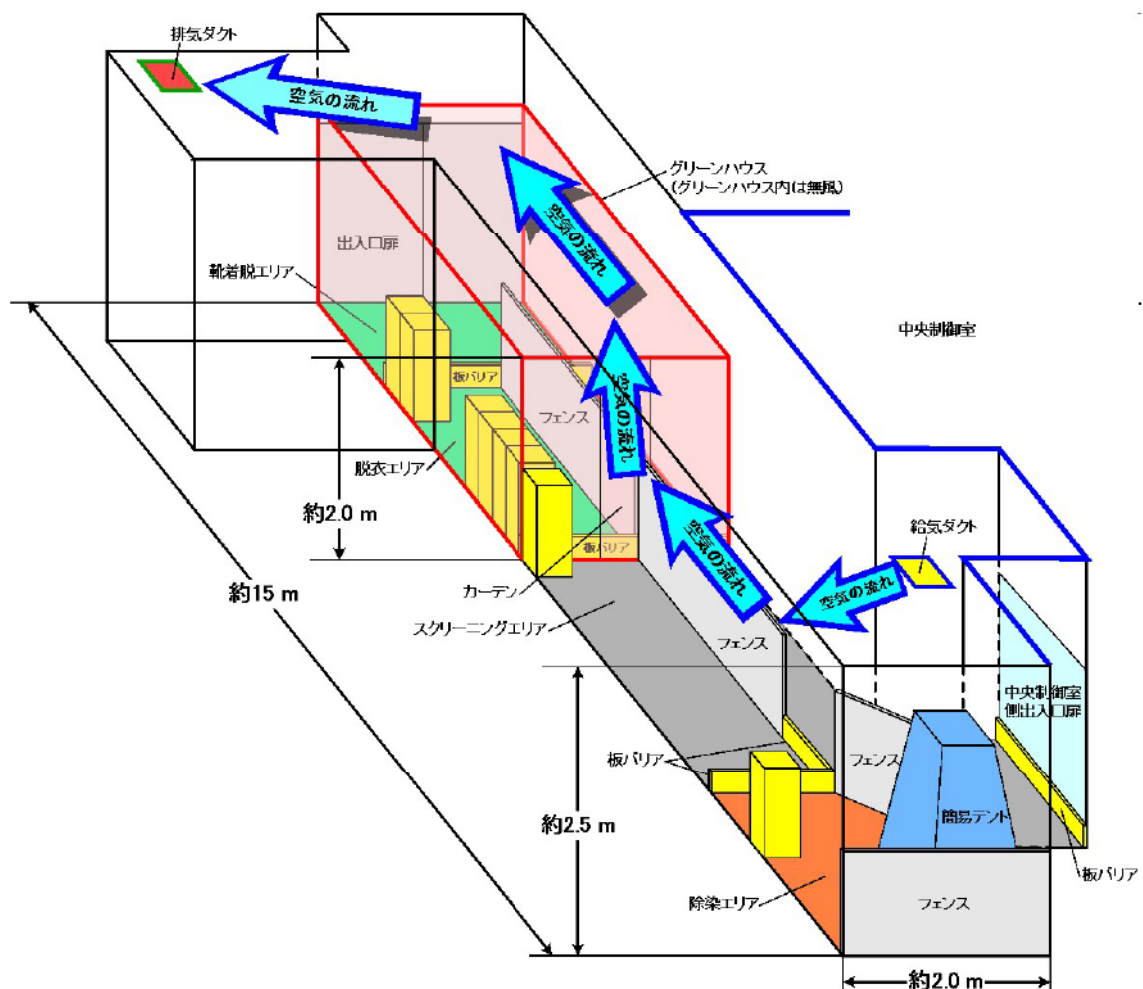 排気ダクト
空気の流れ
グリーンハウス
(グリーンハウス内は無風)
空気の流れ
出入口扉
靴着脱エリア
中央制御室
空気の流れ
板バリア
フェンス
脱衣エリア
約2.0 m
給気ダクト
板バリア
空気の流れ
空気の流れ
約15 m
カーテン
スクリーニングエリア
フェンス
中央制御室
側出入口扉
板バリア
フェンス
約2.5 m
簡易テント
板バリア
除染エリア
フェンス
約2.0 m